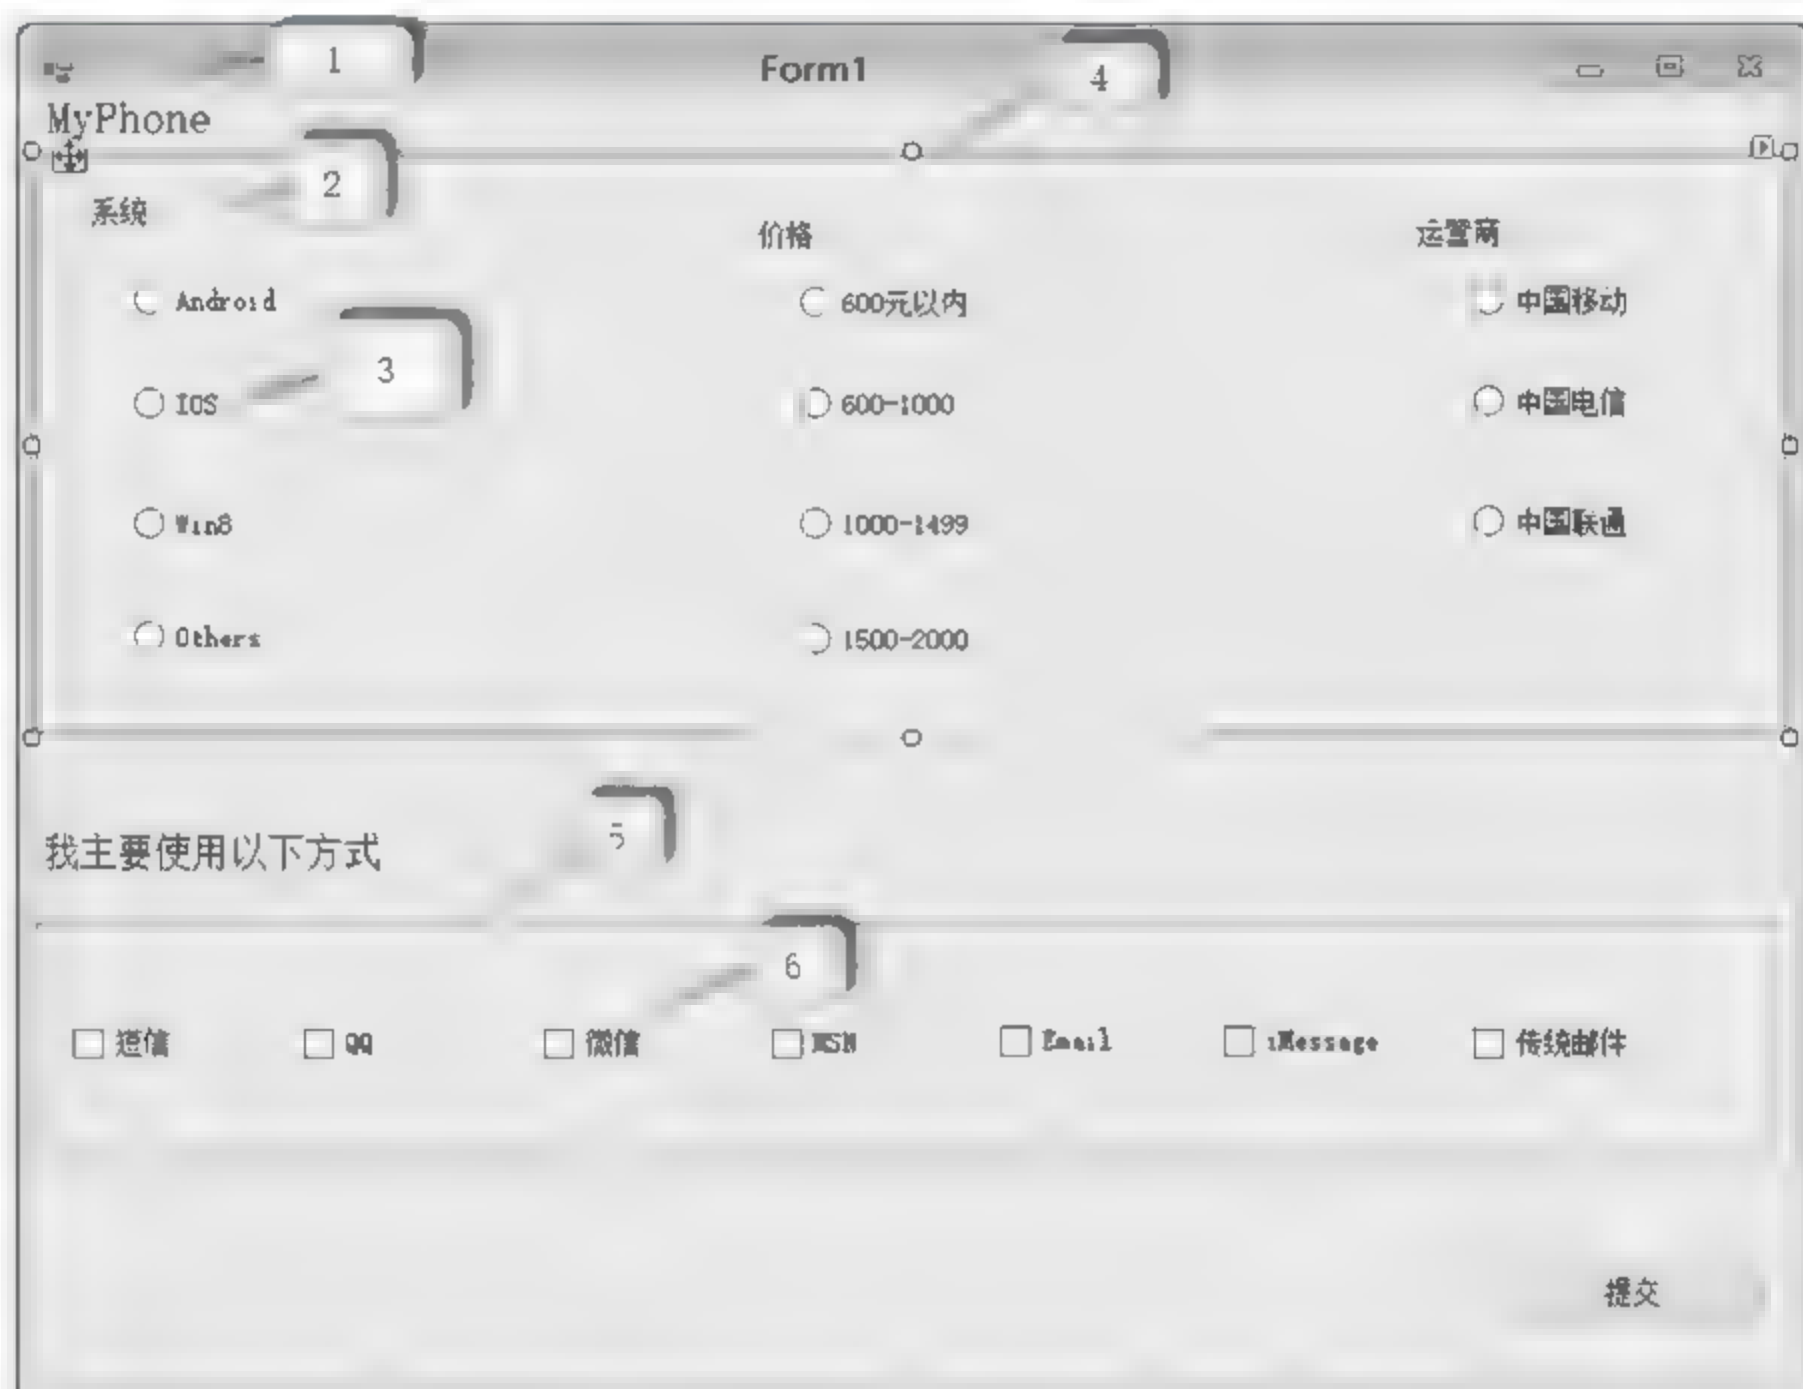 1
Form1
4
MyPhone
2
系统
价格
运营商
Android
600元以内
中国移动
3
IOS
600-1000
中国电信
Win8
1000-1499
中国联通
Others
1500-2000
5
我主要使用以下方式
6
QQ
微信
MSN
Email
iMessage
传统邮件
提交